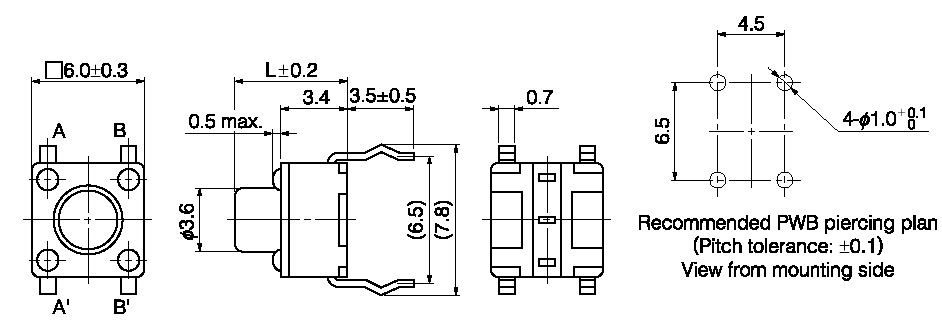 □6.0±0.3
A
B
A'
B'
L±0.2
3.4
3.5±0.5
0.5 max.
ϕ3.6
(6.5)
(7.8)
0.7
4.5
6.5
4-ϕ1.0 +0.1 0
Recommended PWB piercing plan
(Pitch tolerance: ±0.1)
View from mounting side